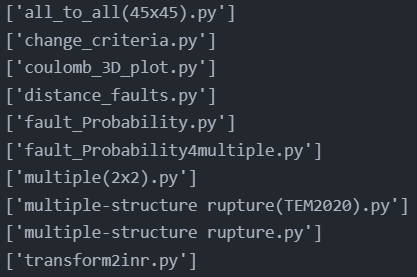 ['all_to_all(45x45).py']
['change_criteria.py']
['coulomb_3D_plot.py']
['distance_faults.py']
['fault_Probability.py']
['fault_Probability4multiple.py']
['multiple(2x2).py']
['multiple-structure rupture(TEM2020).py']
['multiple-structure rupture.py']
['transform2inr.py']